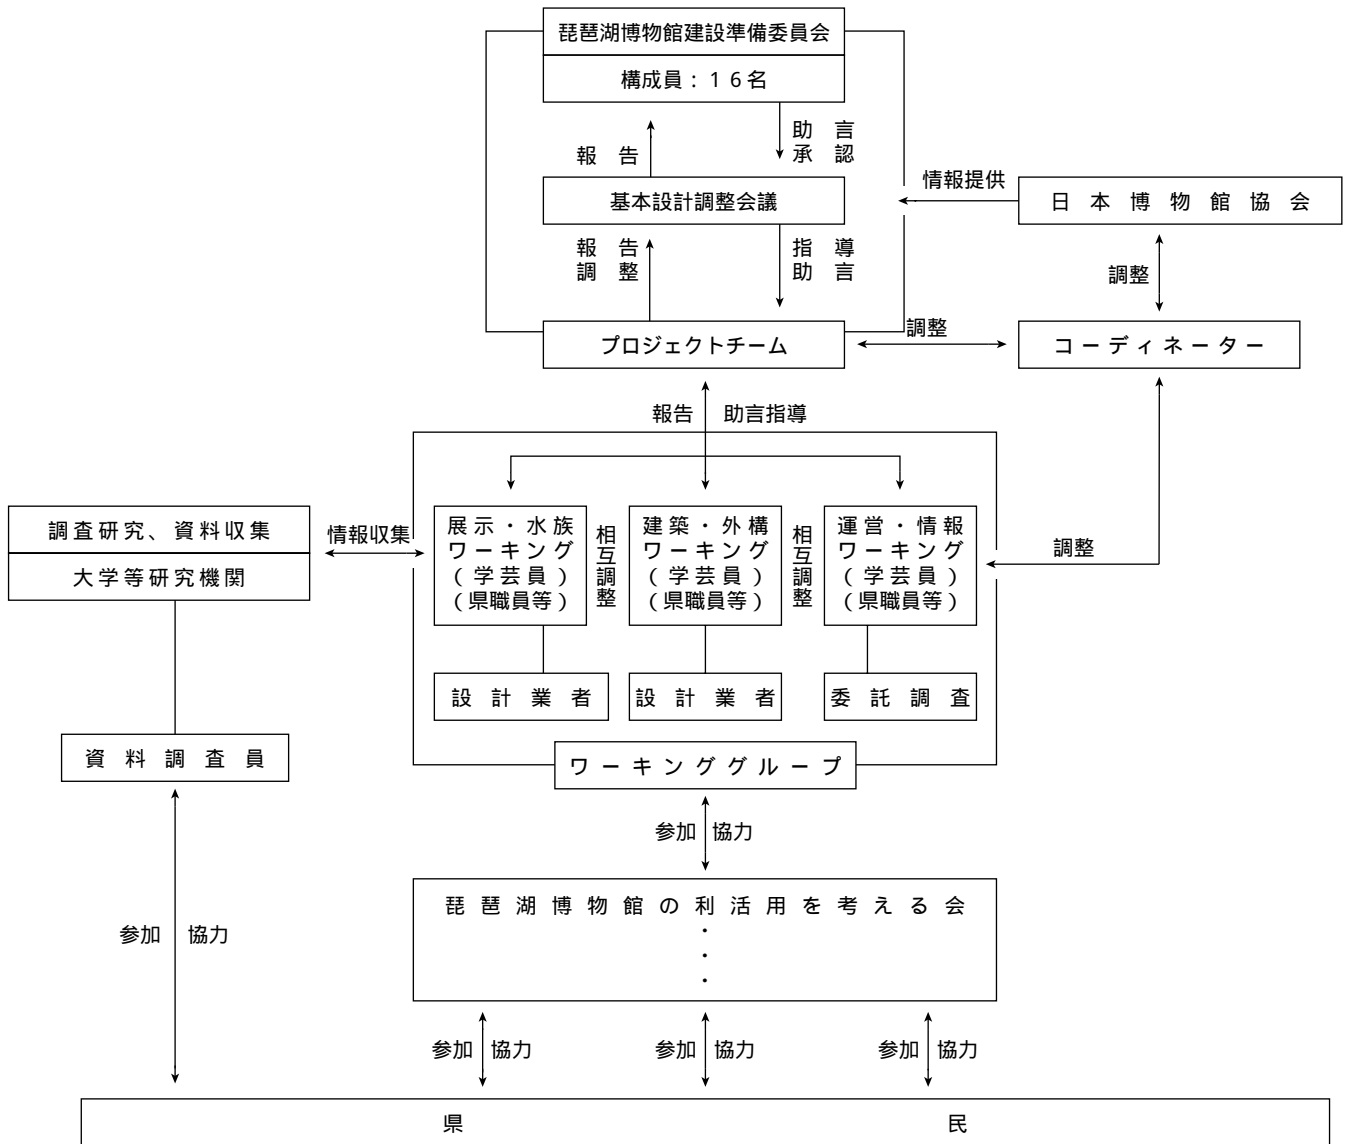 琵琶湖博物館建設準備委員会
構成員：１６名
報告
助言
承認
基本設計調整会議
情報提供
日本博物館協会
報告
調整
指導
助言
調整
プロジェクトチーム
調整
コーディネーター
報告 助言指導
調査研究、資料収集
大学等研究機関
情報収集
展示・水族
ワーキング
（学芸員）
（県職員等）
相互調整
建築・外構
ワーキング
（学芸員）
（県職員等）
相互調整
運営・情報
ワーキング
（学芸員）
（県職員等）
調整
設計業者
設計業者
委託調査
資料調査員
ワーキンググループ
参加 協力
琵琶湖博物館の利活用を考える会
・
・
・
参加 協力
参加 協力
参加 協力
参加 協力
県民